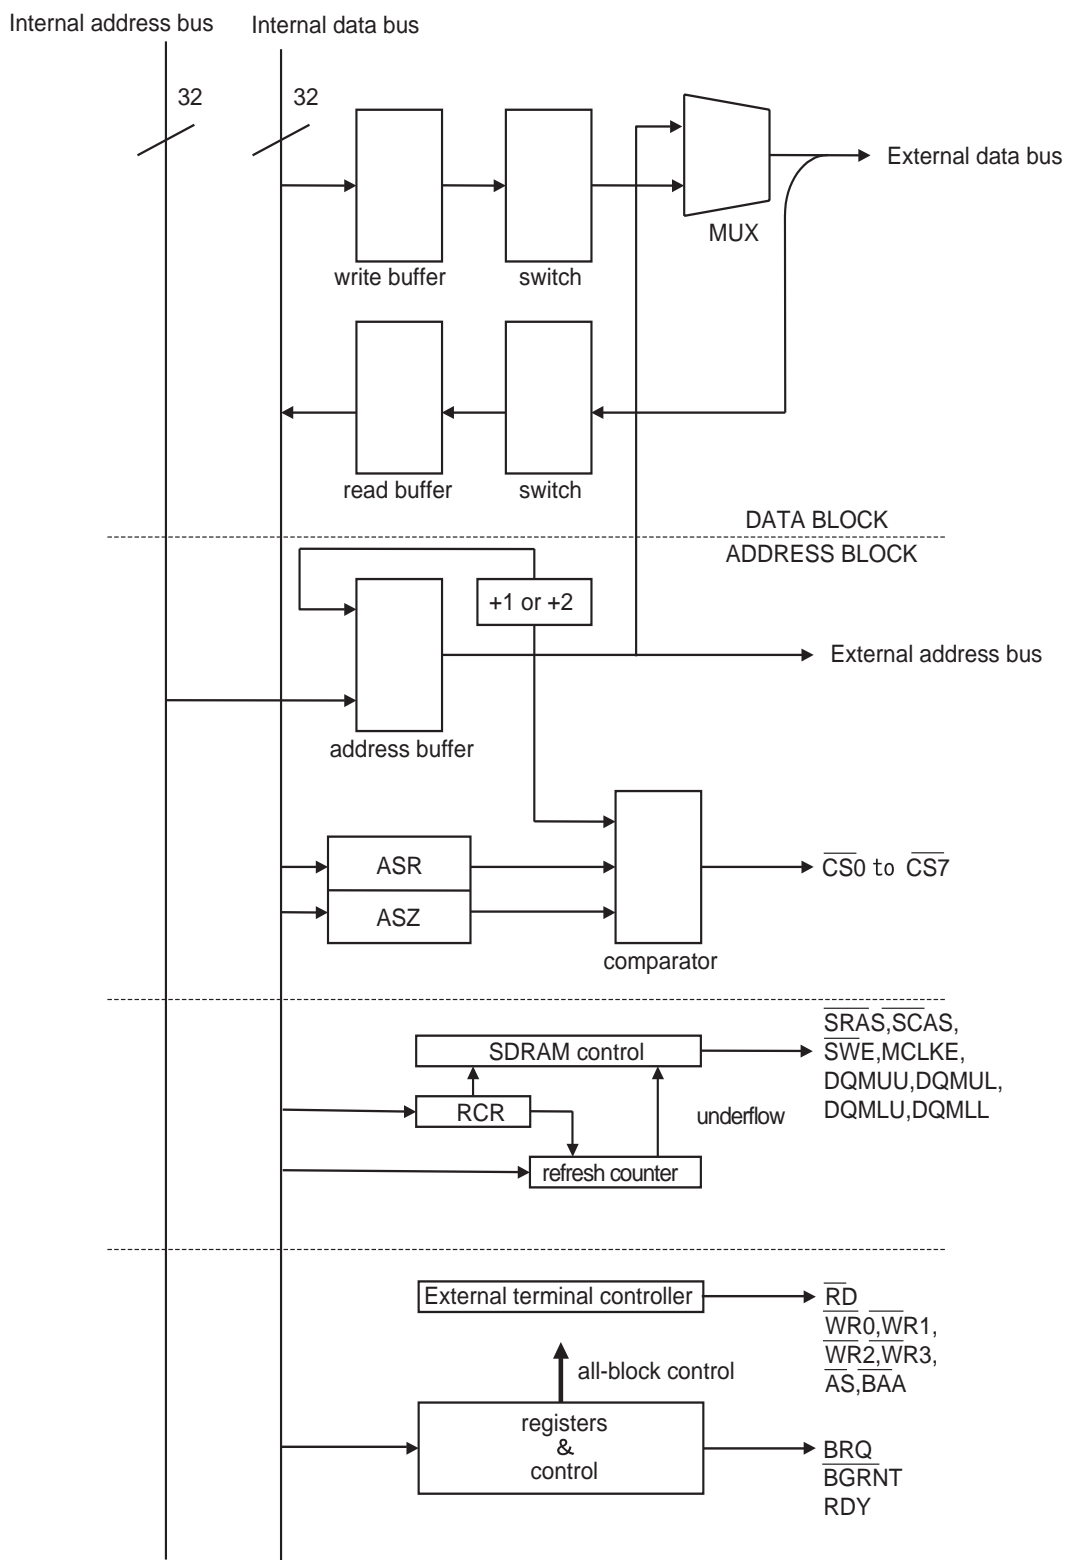 Internal address bus
Internal data bus
32
32
External data bus
MUX
write buffer
switch
read buffer
switch
DATA BLOCK
ADDRESS BLOCK
+1 or +2
External address bus
address buffer
ASR
CS0 to CS7
ASZ
comparator
SRAS,SCAS,
SDRAM control
SWE,MCLKE,
DQMUU,DQMUL,
RCR
underflow
DQMLU,DQMLL
refresh counter
External terminal controller
RD
WR0,WR1,
WR2,WR3,
all-block control
AS,BAA
registers
&
control
BRQ
BGRNT
RDY